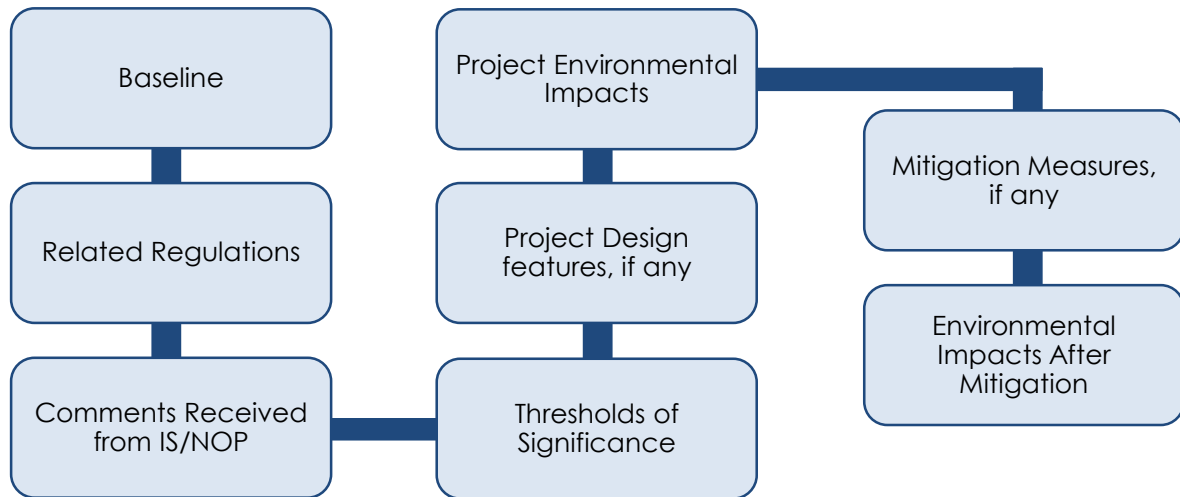 Baseline
Related Regulations
Comments Received
from IS/NOP
Thresholds of
Significance
Project Design
features, if any
Project Environmental
Impacts
Mitigation Measures,
if any
Environmental
Impacts After
Mitigation